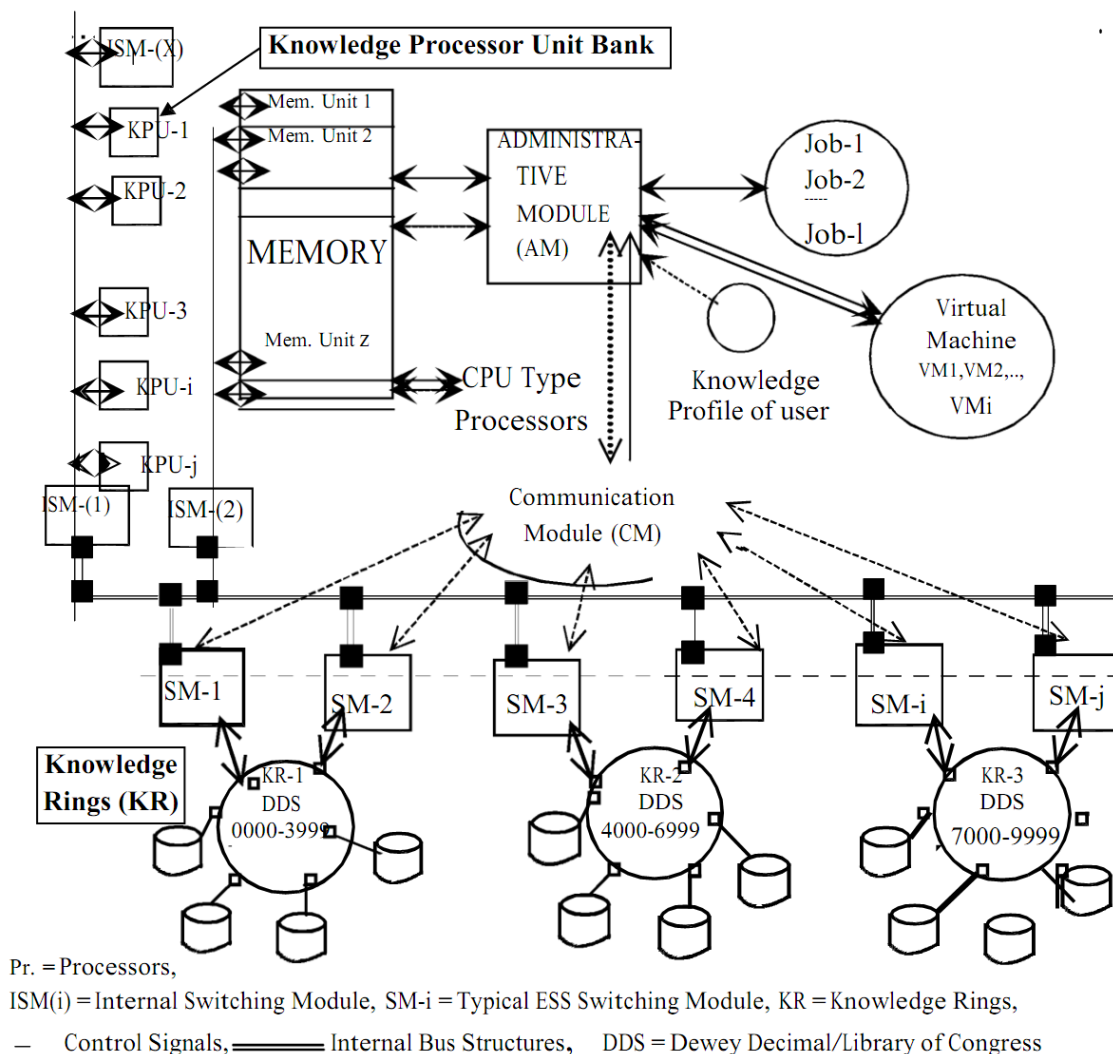 ISM-(X)
Knowledge Processor Unit Bank
KPU-1
KPU-2
KPU-3
KPU-i
KPU-j
ISM-(1)
ISM-(2)
Mem. Unit 1
Mem. Unit 2
MEMORY
Mem. Unit z
CPU Type
Processors
ADMINISTRA-
TIVE
MODULE
(AM)
Job-1
Job-2
-----
Job-l
Knowledge
Profile of user
Virtual
Machine
VM1,VM2,..,
VMi
Communication
Module (CM)
SM-1
SM-2
SM-3
SM-4
SM-i
SM-j
Knowledge
Rings (KR)
KR-1
DDS
0000-3999
KR-2
DDS
4000-6999
KR-3
DDS
7000-9999
Pr. = Processors,
ISM(i) = Internal Switching Module, SM-i = Typical ESS Switching Module, KR = Knowledge Rings,
– Control Signals, Internal Bus Structures, DDS = Dewey Decimal/Library of Congress